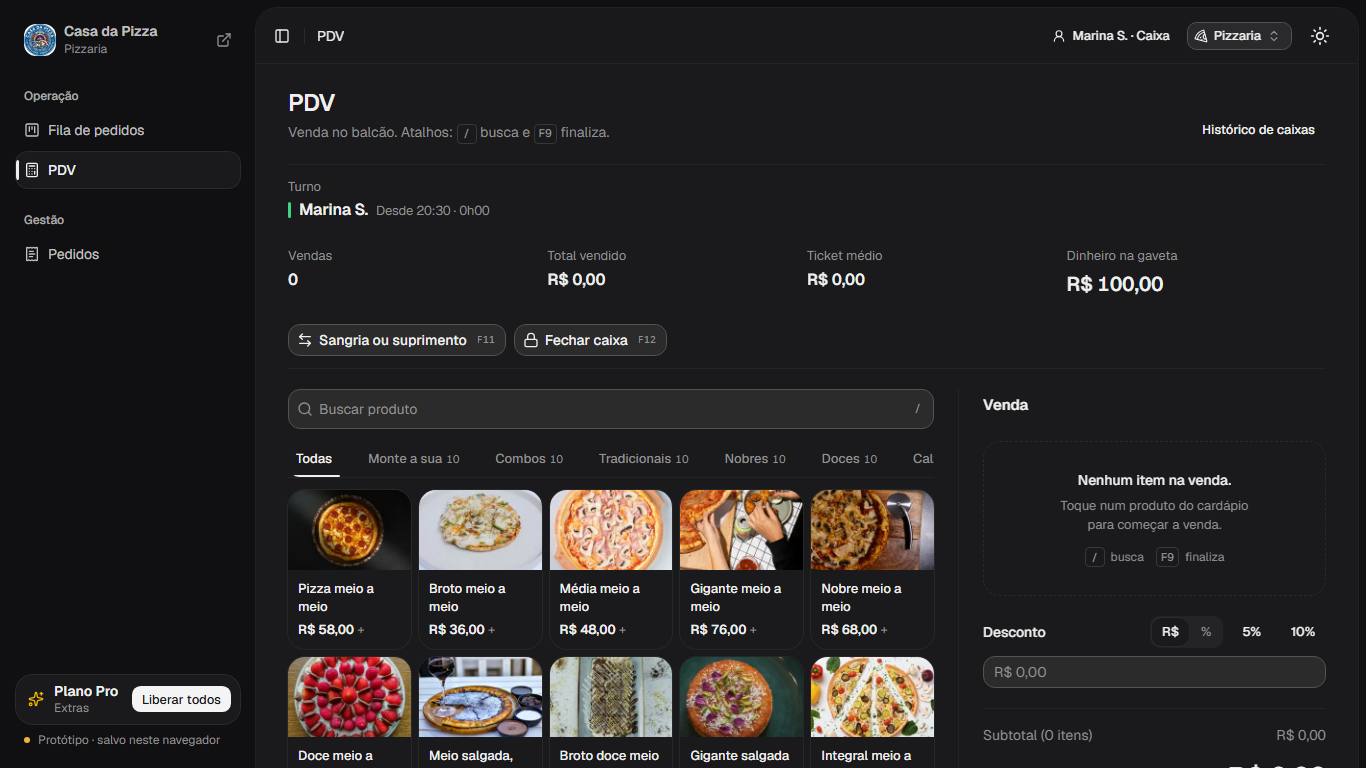 Casa da Pizza
Pizzaria
Operação
Fila de pedidos
PDV
Gestão
Pedidos
Plano Pro
Extras
Liberar todos
Protótipo · salvo neste navegador
PDV
Marina S. · Caixa
Pizzaria
PDV
Venda no balcão. Atalhos: / busca e F9 finaliza.
Histórico de caixas
Turno
Marina S. Desde 20:30 · 0h00
Vendas
0
Total vendido
R$ 0,00
Ticket médio
R$ 0,00
Dinheiro na gaveta
R$ 100,00
Sangria ou suprimento F11
Fechar caixa F12
Buscar produto /
Todas Monte a sua 10 Combos 10 Tradicionais 10 Nobres 10 Doces 10 Cal
Pizza meio a
meio
R$ 58,00 +
Broto meio a
meio
R$ 36,00 +
Média meio a
meio
R$ 48,00 +
Gigante meio a
meio
R$ 76,00 +
Nobre meio a
meio
R$ 68,00 +
Doce meio a
Meio salgada,
Broto doce meio
Gigante salgada
Integral meio a
Venda
Nenhum item na venda.
Toque num produto do cardápio
para começar a venda.
/ busca F9 finaliza
Desconto
R$ % 5% 10%
R$ 0,00
Subtotal (0 itens) R$ 0,00